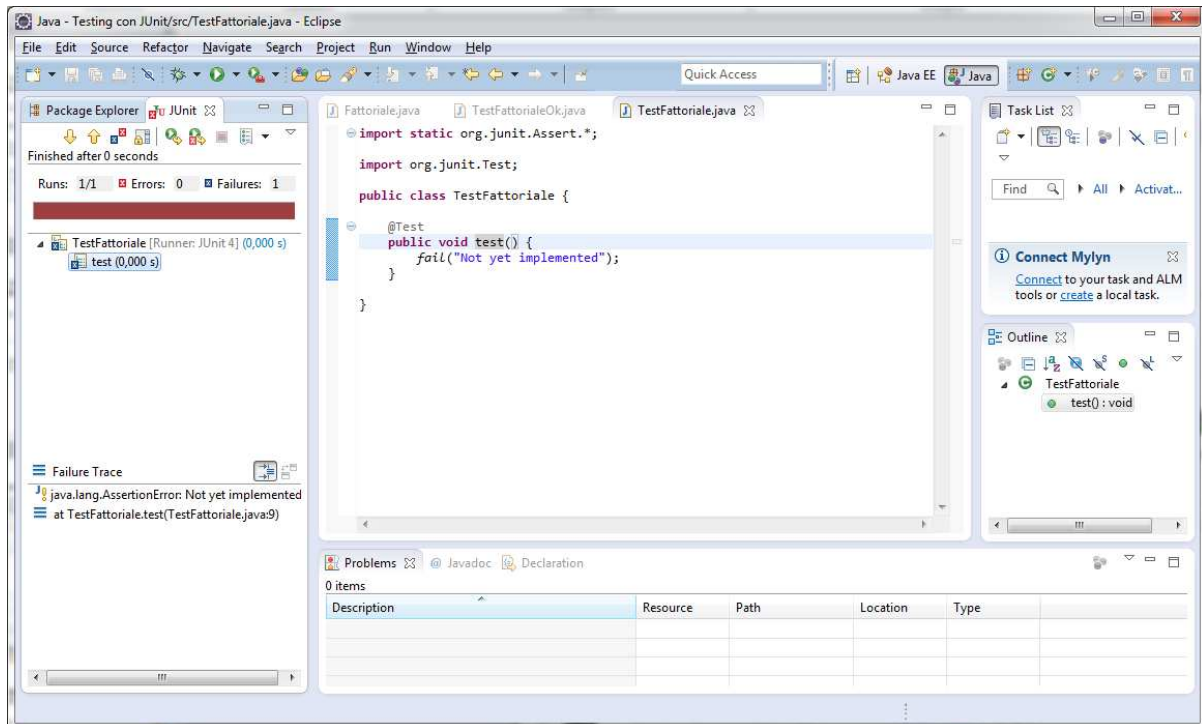 Java - Testing con JUnit/src/TestFattoriale.java - Eclipse
File Edit Source Refactor Navigate Search Project Run Window Help
Quick Access
Java EE
Java
Package Explorer
JUnit
Finished after 0 seconds
Runs: 1/1 Errors: 0 Failures: 1
TestFattoriale [Runner: JUnit 4] (0,000 s)
test (0,000 s)
Failure Trace
java.lang.AssertionError: Not yet implemented
at TestFattoriale.test(TestFattoriale.java:9)
Fattoriale.java
TestFattorialeOk.java
TestFattoriale.java
import static org.junit.Assert.*;
import org.junit.Test;
public class TestFattoriale {
@Test
public void test() {
fail("Not yet implemented");
}
}
Task List
Find
All
Activat...
Connect Mylyn
Connect to your task and ALM
tools or create a local task.
Outline
TestFattoriale
test() : void
Problems
@ Javadoc
Declaration
0 items
Description Resource Path Location Type